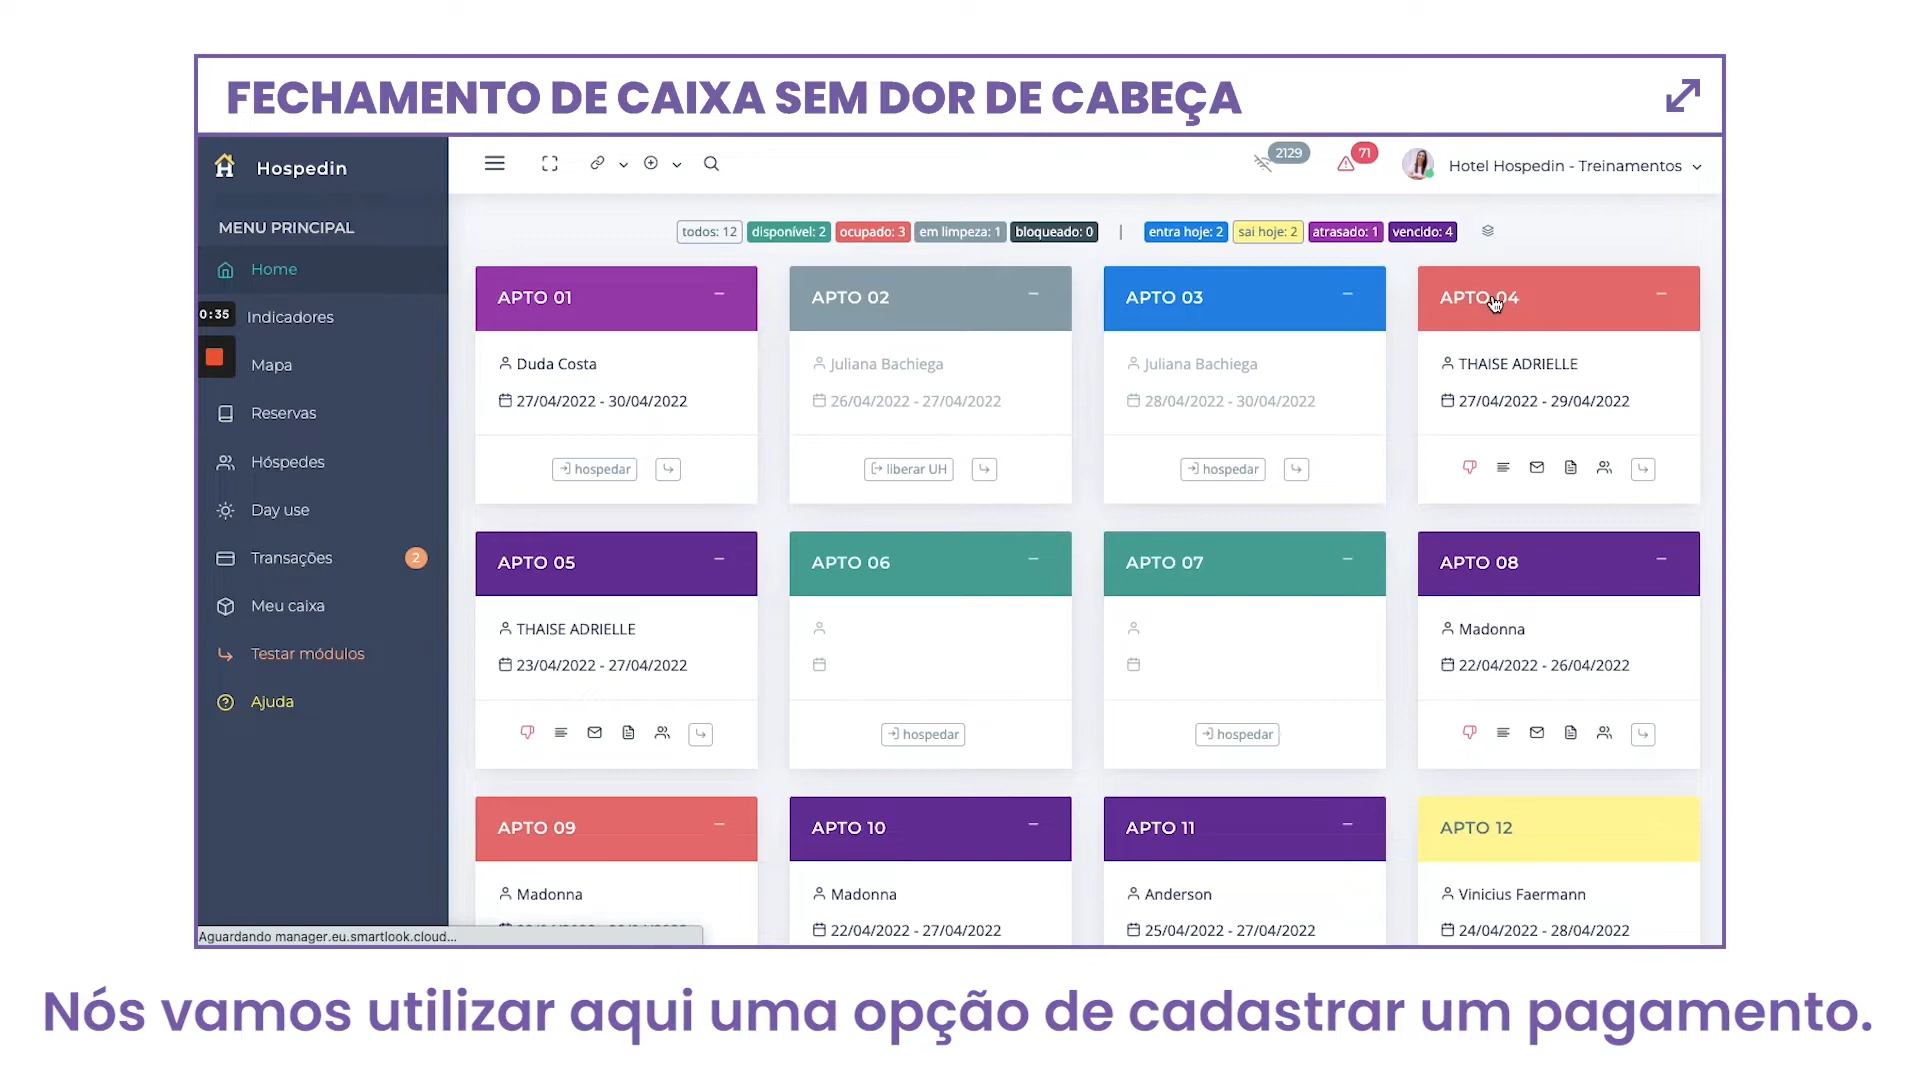 FECHAMENTO DE CAIXA SEM DOR DE CABEÇA
Hospedin
2129
71
Hotel Hospedin - Treinamentos
MENU PRINCIPAL
Home
0:35
Indicadores
Mapa
Reservas
Hóspedes
Day use
Transações 2
Meu caixa
Testar módulos
Ajuda
todos: 12 disponível: 2 ocupado: 3 em limpeza: 1 bloqueado: 0 | entra hoje: 2 sai hoje: 2 atrasado: 1 vencido: 4
APTO 01
Duda Costa
27/04/2022 - 30/04/2022
hospedar
APTO 02
Juliana Bachiega
26/04/2022 - 27/04/2022
liberar UH
APTO 03
Juliana Bachiega
28/04/2022 - 30/04/2022
hospedar
APTO 04
THAISE ADRIELLE
27/04/2022 - 29/04/2022
APTO 05
THAISE ADRIELLE
23/04/2022 - 27/04/2022
APTO 06
hospedar
APTO 07
hospedar
APTO 08
Madonna
22/04/2022 - 26/04/2022
APTO 09
Madonna
APTO 10
Madonna
22/04/2022 - 27/04/2022
APTO 11
Anderson
25/04/2022 - 27/04/2022
APTO 12
Vinicius Faermann
24/04/2022 - 28/04/2022
Aguardando manager.eu.smartlook.cloud...
Nós vamos utilizar aqui uma opção de cadastrar um pagamento.